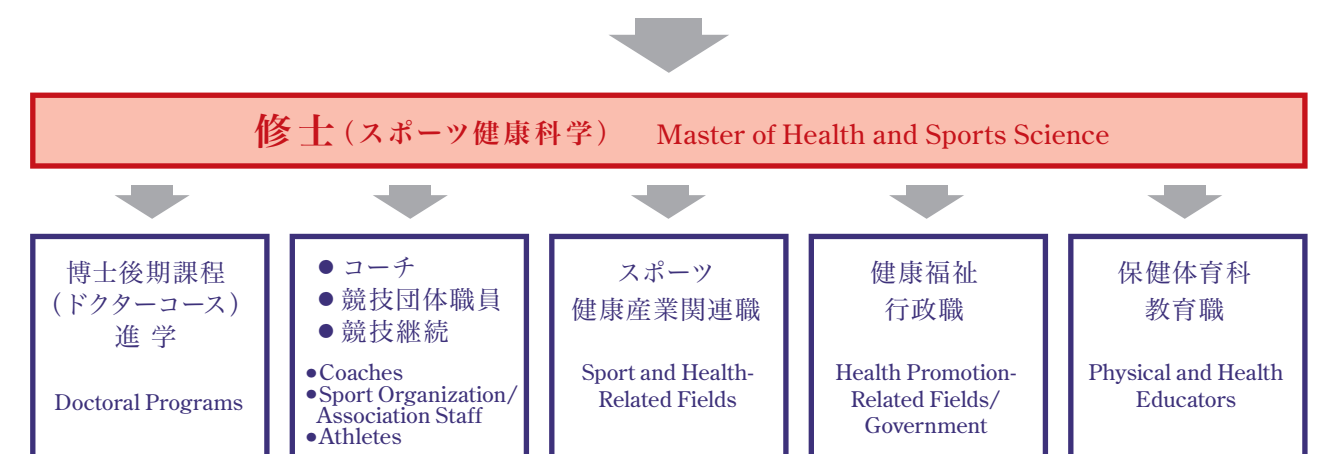 修士（スポーツ健康科学） Master of Health and Sports Science
博士後期課程
（ドクターコース）
進 学
Doctoral Programs
● コーチ
● 競技団体職員
● 競技継続
●Coaches
●Sport Organization/
Association Staff
●Athletes
スポーツ
健康産業関連職
Sport and Health-
Related Fields
健康福祉
行政職
Health Promotion-
Related Fields/
Government
保健体育科
教育職
Physical and Health
Educators